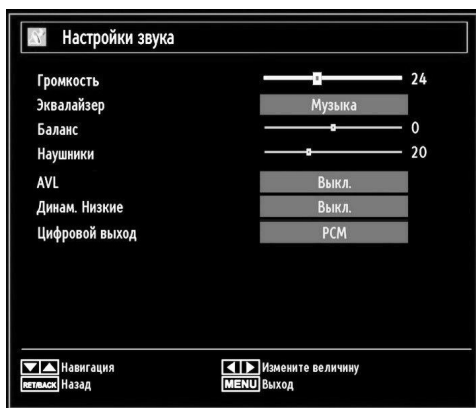 Настройки звука
Громкость 24
Эквалайзер Музыка
Баланс 0
Наушники 20
AVL Выкл.
Динам. Низкие Выкл.
Цифровой выход PCM
Навигация Измените величину
RET/BACK Назад MENU Выход